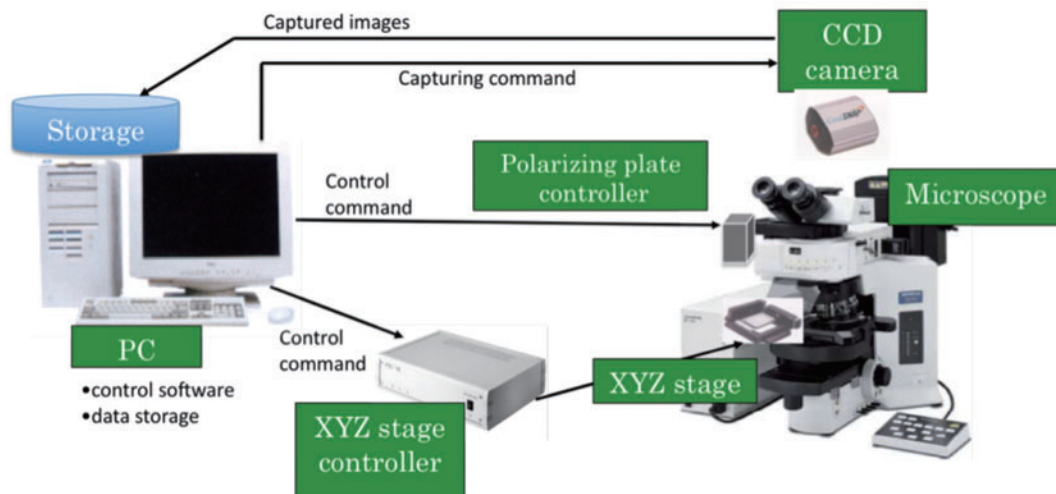 Captured images
CCD
camera
Capturing command
Storage
Polarizing plate
controller
Control
command
Microscope
PC
•control software
•data storage
Control
command
XYZ stage
XYZ stage
controller